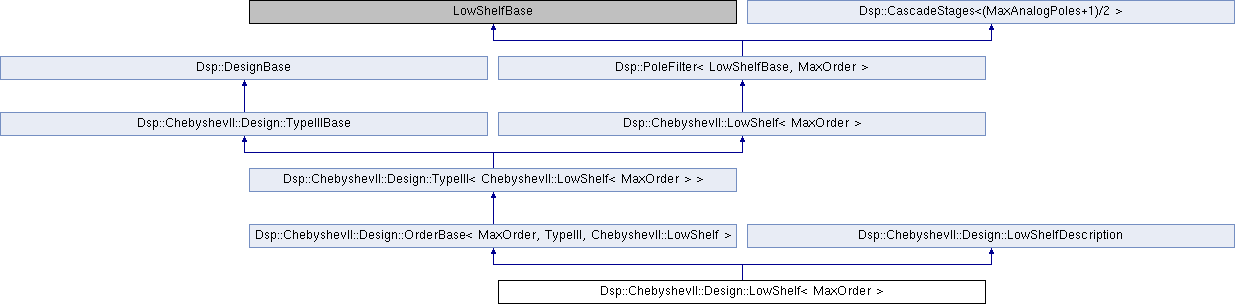 LowShelfBase
Dsp::CascadeStages<(MaxAnalogPoles+1)/2 >
Dsp::DesignBase
Dsp::PoleFilter< LowShelfBase, MaxOrder >
Dsp::ChebyshevII::Design::TypeIIIBase
Dsp::ChebyshevII::LowShelf< MaxOrder >
Dsp::ChebyshevII::Design::TypeIII< ChebyshevII::LowShelf< MaxOrder > >
Dsp::ChebyshevII::Design::OrderBase< MaxOrder, TypeIII, ChebyshevII::LowShelf >
Dsp::ChebyshevII::Design::LowShelfDescription
Dsp::ChebyshevII::Design::LowShelf< MaxOrder >